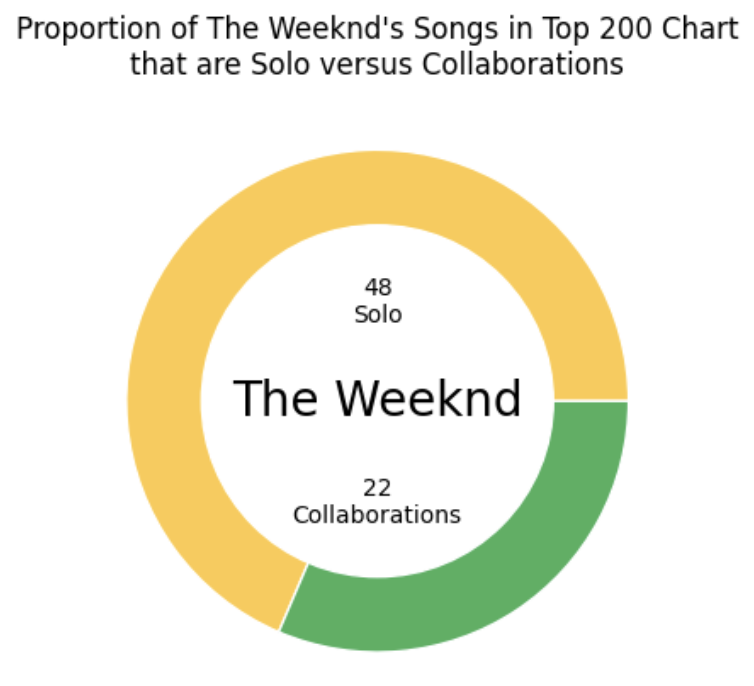 Proportion of The Weeknd's Songs in Top 200 Chart
that are Solo versus Collaborations
48
Solo
The Weeknd
22
Collaborations